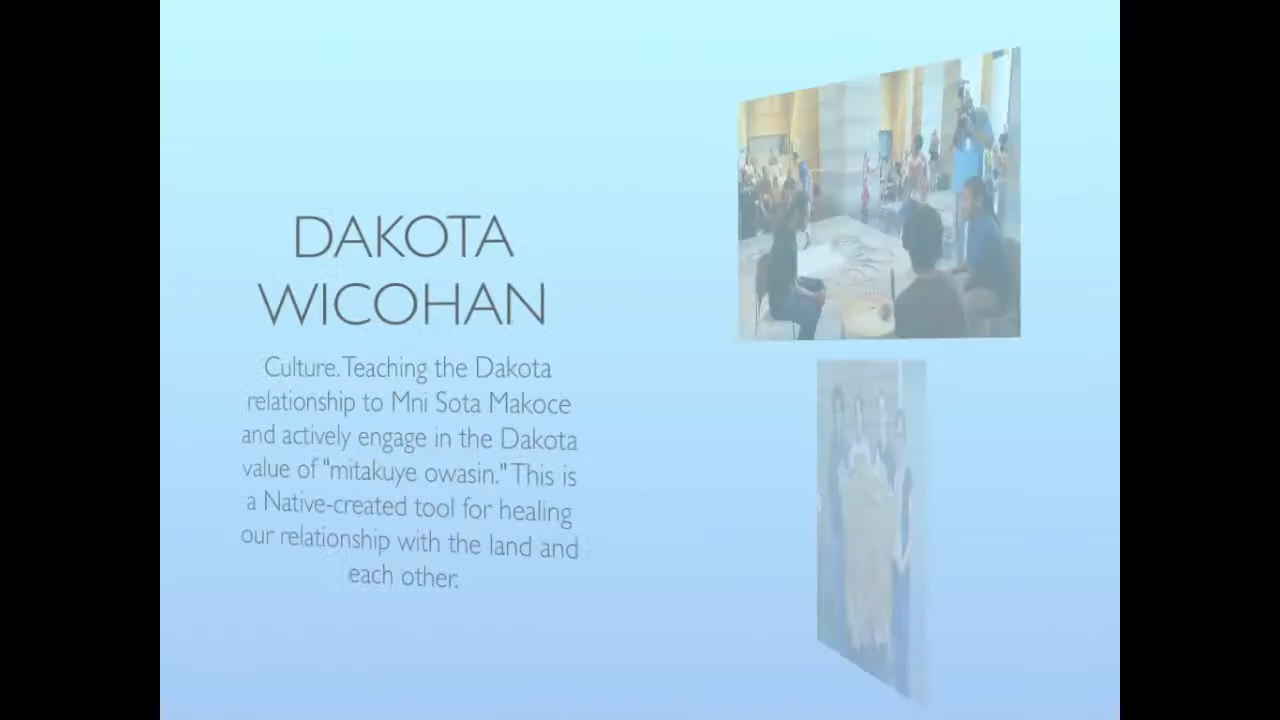 DAKOTA
WICOHAN
Culture. Teaching the Dakota
relationship to Mni Sota Makoce
and actively engage in the Dakota
value of "mitakuye owasin." This is
a Native-created tool for healing
our relationship with the land and
each other.